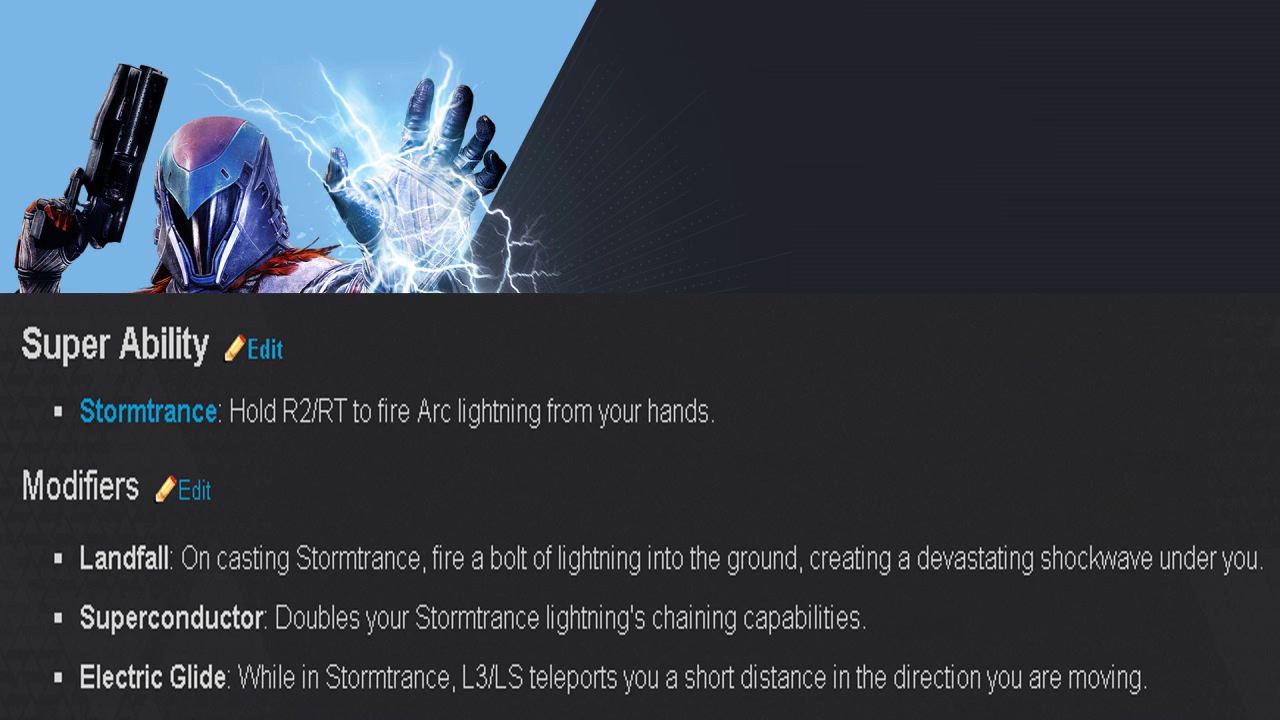 Super Ability Edit
Stormtrance: Hold R2/RT to fire Arc lightning from your hands.
Modifiers Edit
Landfall: On casting Stormtrance, fire a bolt of lightning into the ground, creating a devastating shockwave under you.
Superconductor: Doubles your Stormtrance lightning's chaining capabilities.
Electric Glide: While in Stormtrance, L3/LS teleports you a short distance in the direction you are moving.